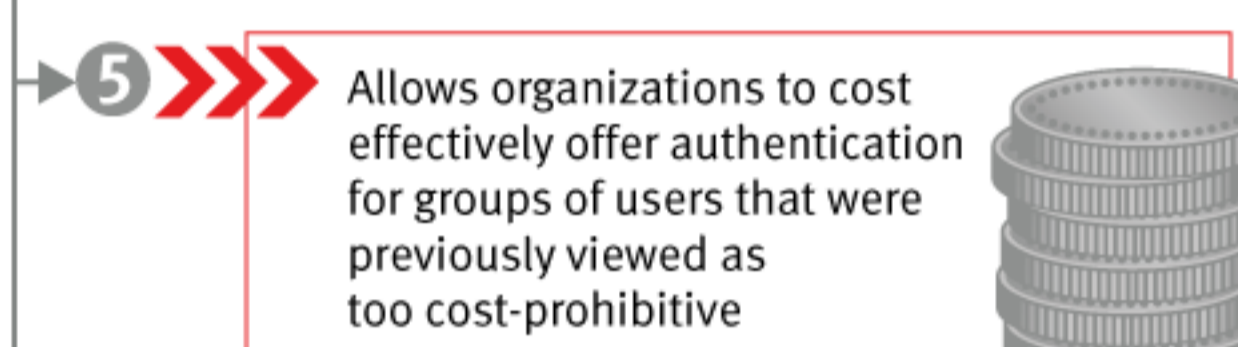 5
Allows organizations to cost
effectively offer authentication
for groups of users that were
previously viewed as
too cost-prohibitive